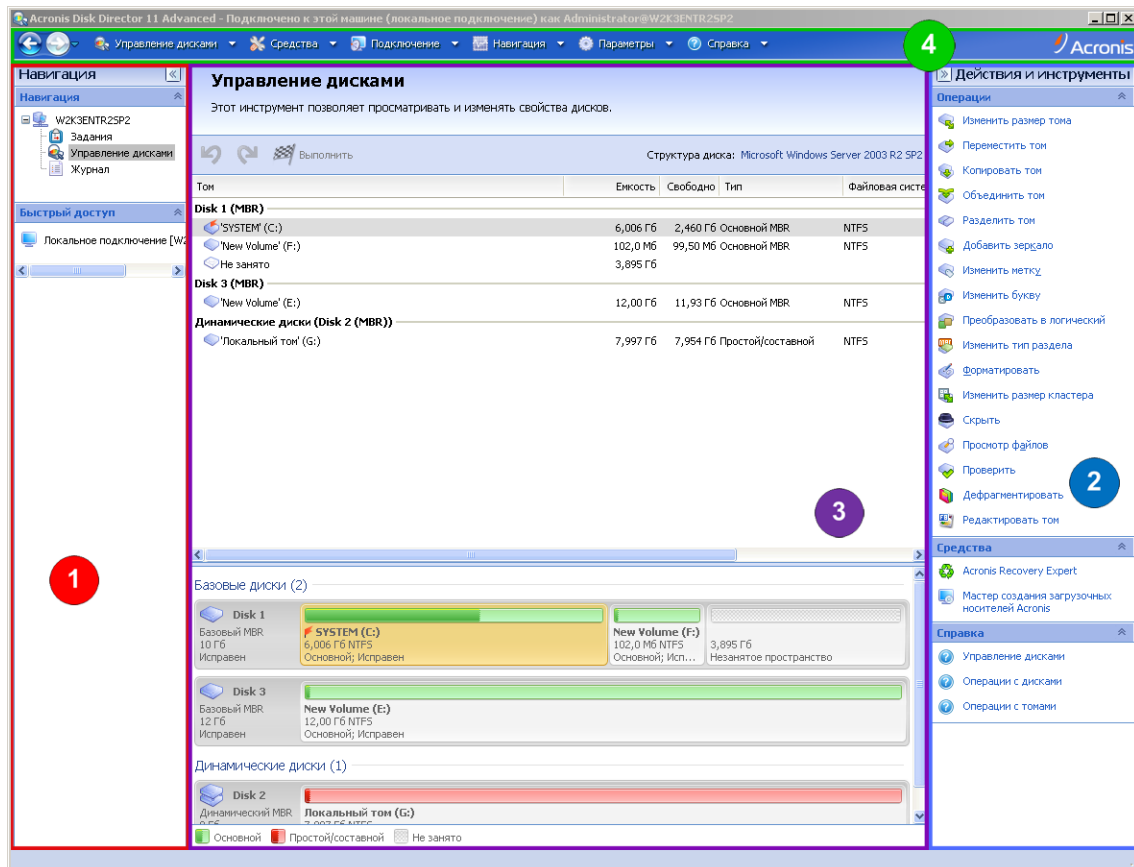 Acronis Disk Director 11 Advanced - Подключено к этой машине (локальное подключение) как Administrator@W2K3ENTR2SP2
Управление дисками Средства Подключение Навигация Параметры Справка
4
Acronis
Навигация
Навигация
W2K3ENTR2SP2
Задания
Управление дисками
Журнал
Быстрый доступ
Локальное подключение [W2
1
Управление дисками
Этот инструмент позволяет просматривать и изменять свойства дисков.
Выполнить
Структура диска: Microsoft Windows Server 2003 R2 SP2
Том Емкость Свободно Тип Файловая систе
Disk 1 (MBR)
'SYSTEM' (C:) 6,006 Гб 2,460 Гб Основной MBR NTFS
'New Volume' (F:) 102,0 Мб 99,50 Мб Основной MBR NTFS
Не занято 3,895 Гб
Disk 3 (MBR)
'New Volume' (E:) 12,00 Гб 11,93 Гб Основной MBR NTFS
Динамические диски (Disk 2 (MBR))
'Локальный том' (G:) 7,997 Гб 7,954 Гб Простой/составной NTFS
3
Базовые диски (2)
Disk 1
Базовый MBR
10 Гб
Исправен
SYSTEM (C:)
6,006 Гб NTFS
Основной; Исправен
New Volume (F:)
102,0 Мб NTFS
Основной; Исп...
3,895 Гб
Незанятое пространство
Disk 3
Базовый MBR
12 Гб
Исправен
New Volume (E:)
12,00 Гб NTFS
Основной; Исправен
Динамические диски (1)
Disk 2
Динамический MBR
Локальный том (G:)
7,997 Гб NTFS
Основной Простой/составной Не занято
Действия и инструменты
Операции
Изменить размер тома
Переместить том
Копировать том
Объединить том
Разделить том
Добавить зеркало
Изменить метку
Изменить букву
Преобразовать в логический
Изменить тип раздела
Форматировать
Изменить размер кластера
Скрыть
Просмотр файлов
Проверить
2
Дефрагментировать
Редактировать том
Средства
Acronis Recovery Expert
Мастер создания загрузочных
носителей Acronis
Справка
Управление дисками
Операции с дисками
Операции с томами